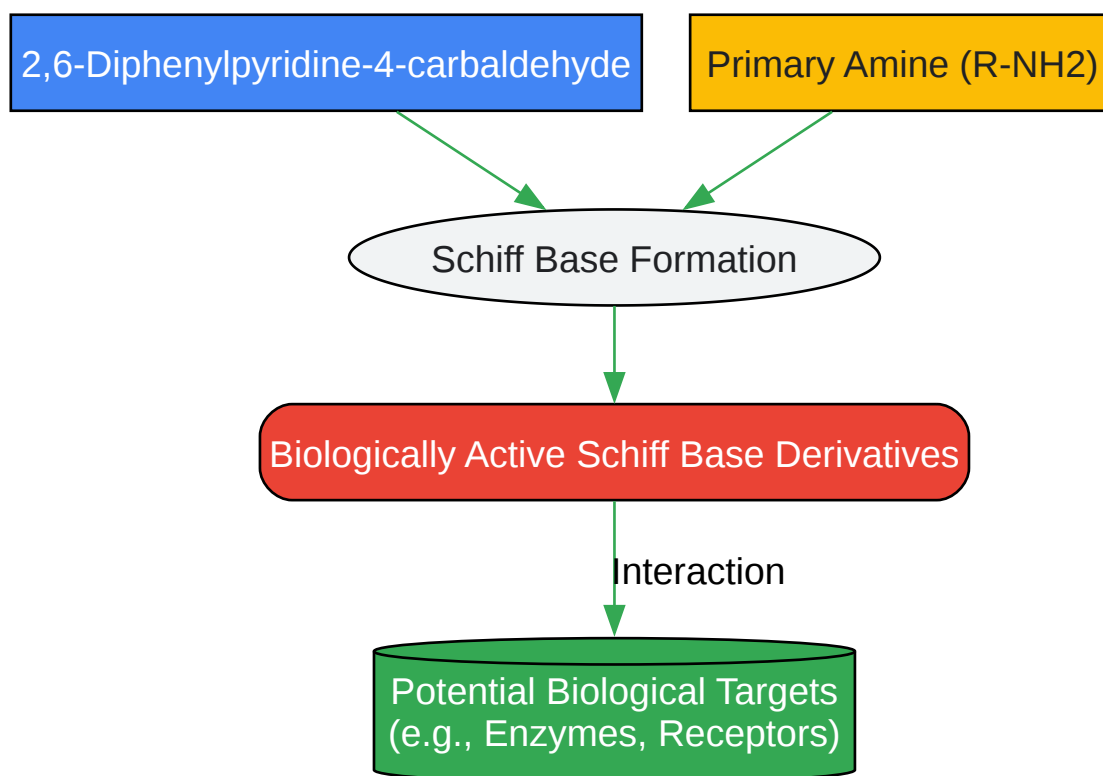 2,6-Diphenylpyridine-4-carbaldehyde
Primary Amine (R-NH2)
Schiff Base Formation
Biologically Active Schiff Base Derivatives
Interaction
Potential Biological Targets
(e.g., Enzymes, Receptors)